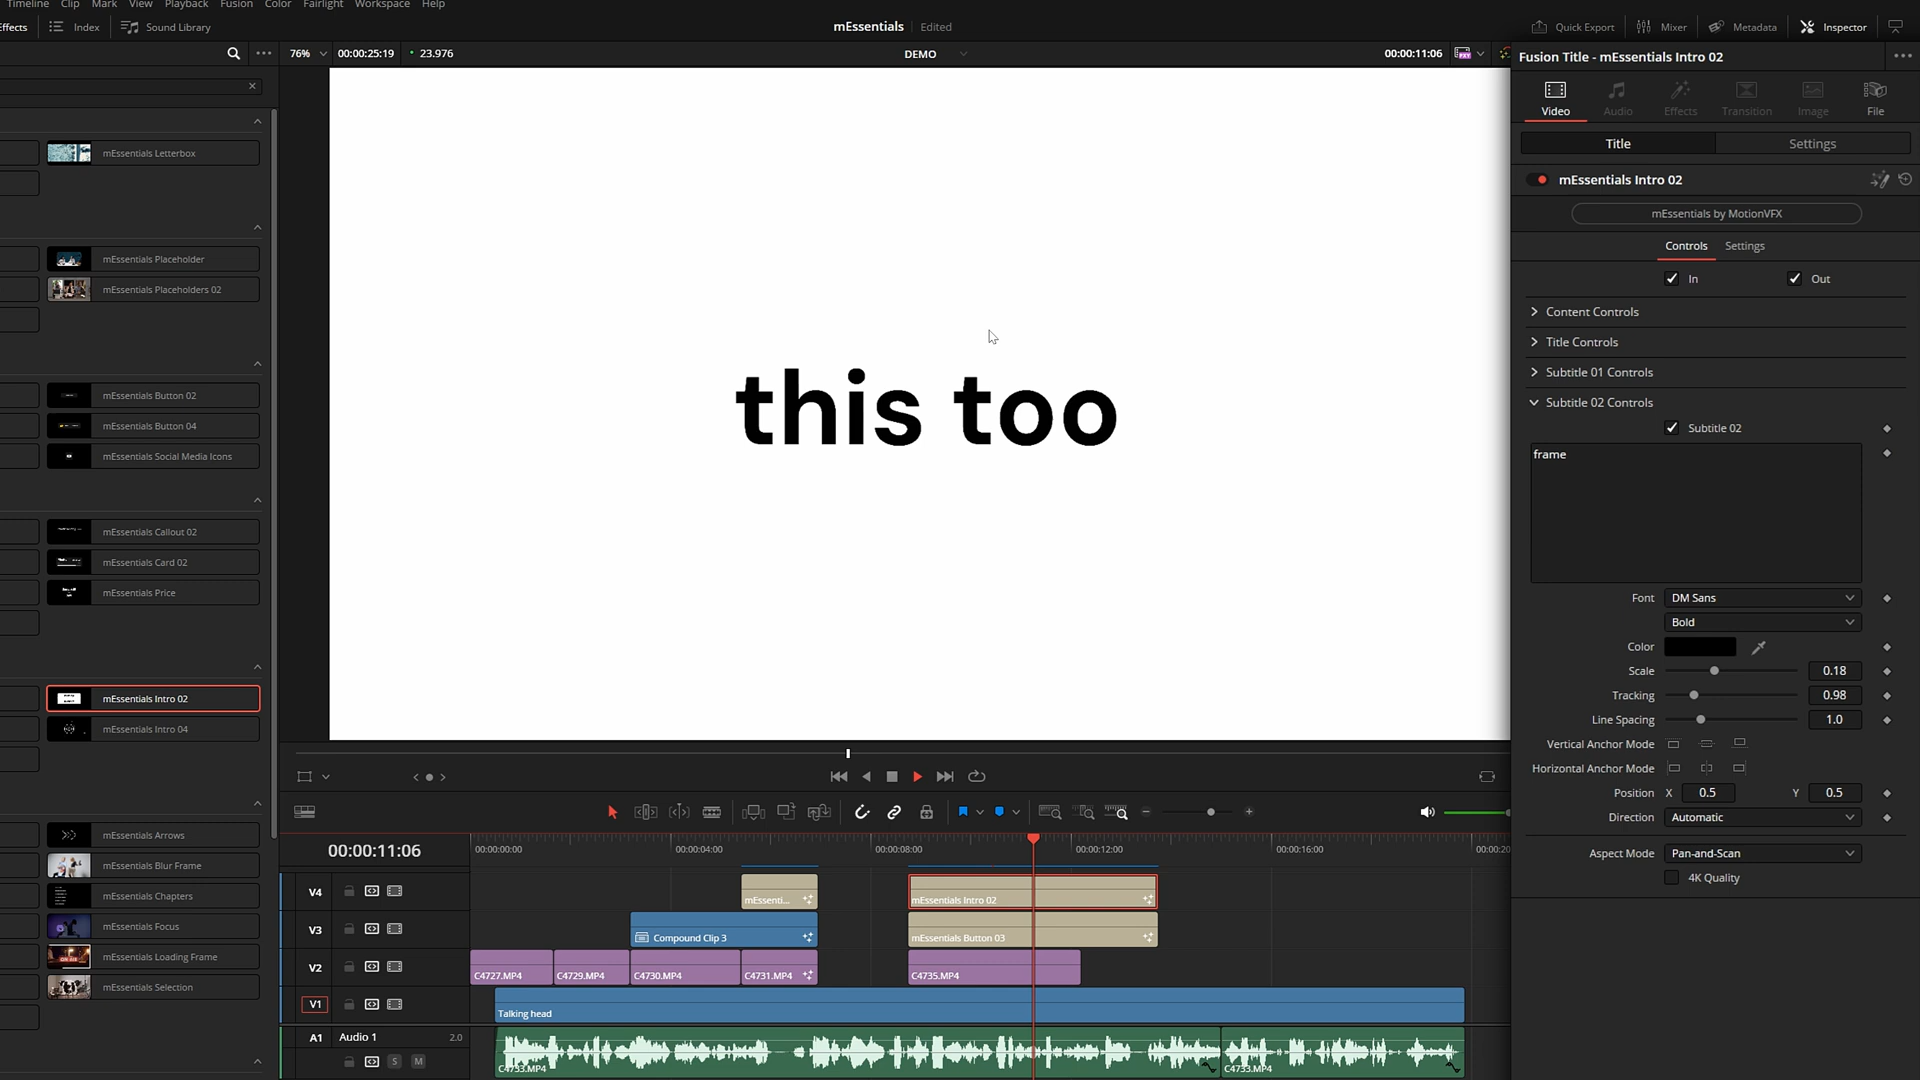 Timeline Clip Mark View Playback Fusion Color Fairlight Workspace Help
Effects Index Sound Library
mEssentials Edited
Quick Export Mixer Metadata Inspector
76% 00:00:25:19 23.976
DEMO
00:00:11:06
Fusion Title - mEssentials Intro 02
Video Audio Effects Transition Image File
Title Settings
mEssentials Intro 02
mEssentials by MotionVFX
Controls Settings
In Out
Content Controls
Title Controls
Subtitle 01 Controls
Subtitle 02 Controls
Subtitle 02
frame
Font DM Sans
Bold
Color
Scale 0.18
Tracking 0.98
Line Spacing 1.0
Vertical Anchor Mode
Horizontal Anchor Mode
Position X 0.5 Y 0.5
Direction Automatic
Aspect Mode Pan-and-Scan
4K Quality
mEssentials Letterbox
mEssentials Placeholder
mEssentials Placeholders 02
mEssentials Button 02
mEssentials Button 04
mEssentials Social Media Icons
mEssentials Callout 02
mEssentials Card 02
mEssentials Price
mEssentials Intro 02
mEssentials Intro 04
mEssentials Arrows
mEssentials Blur Frame
mEssentials Chapters
mEssentials Focus
mEssentials Loading Frame
mEssentials Selection
this too
00:00:11:06
00:00:00:00 00:00:04:00 00:00:08:00 00:00:12:00 00:00:16:00 00:00:20
V4 mEssenti... mEssentials Intro 02
V3 Compound Clip 3 mEssentials Button 03
V2 C4727.MP4 C4729.MP4 C4730.MP4 C4731.MP4 C4735.MP4
V1 Talking head
A1 Audio 1 2.0
S M
C4733.MP4 C4733.MP4